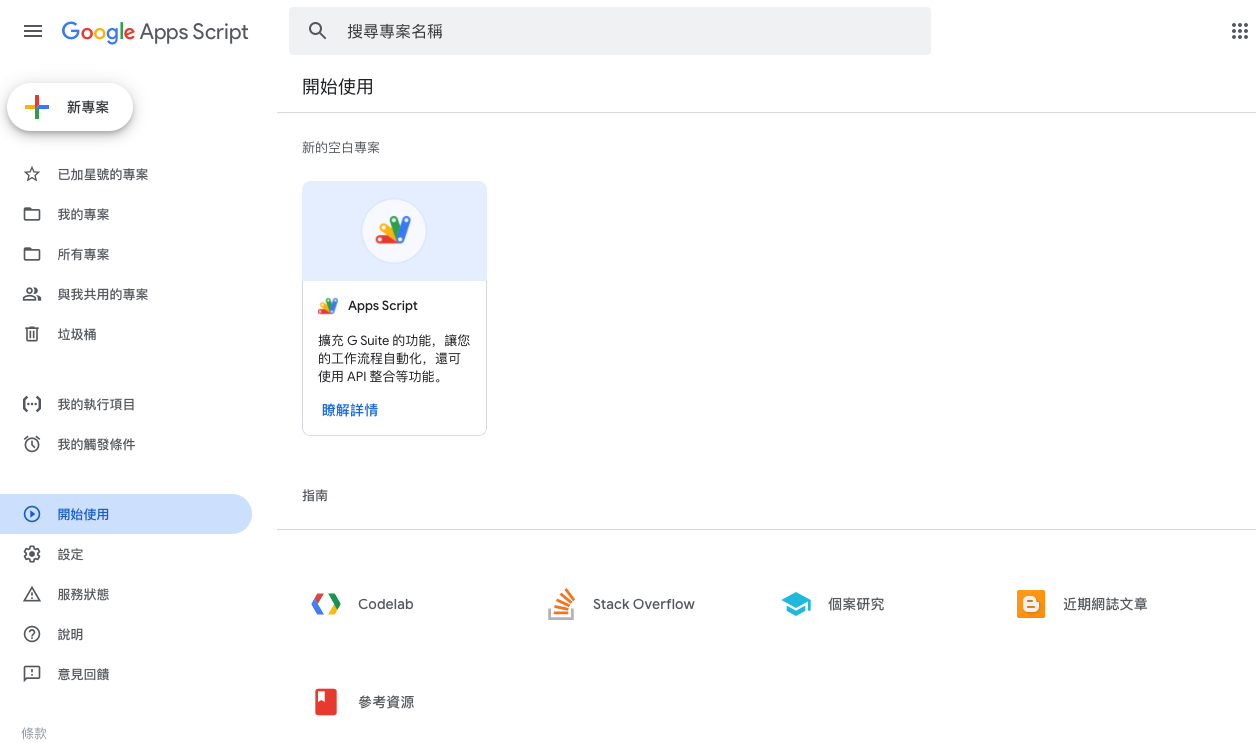 Google Apps Script
搜尋專案名稱
新專案
已加星號的專案
我的專案
所有專案
與我共用的專案
垃圾桶
我的執行項目
我的觸發條件
開始使用
設定
服務狀態
說明
意見回饋
條款
開始使用
新的空白專案
Apps Script
擴充 G Suite 的功能，讓您
的工作流程自動化，還可
使用 API 整合等功能。
瞭解詳情
指南
Codelab
Stack Overflow
個案研究
近期網誌文章
參考資源